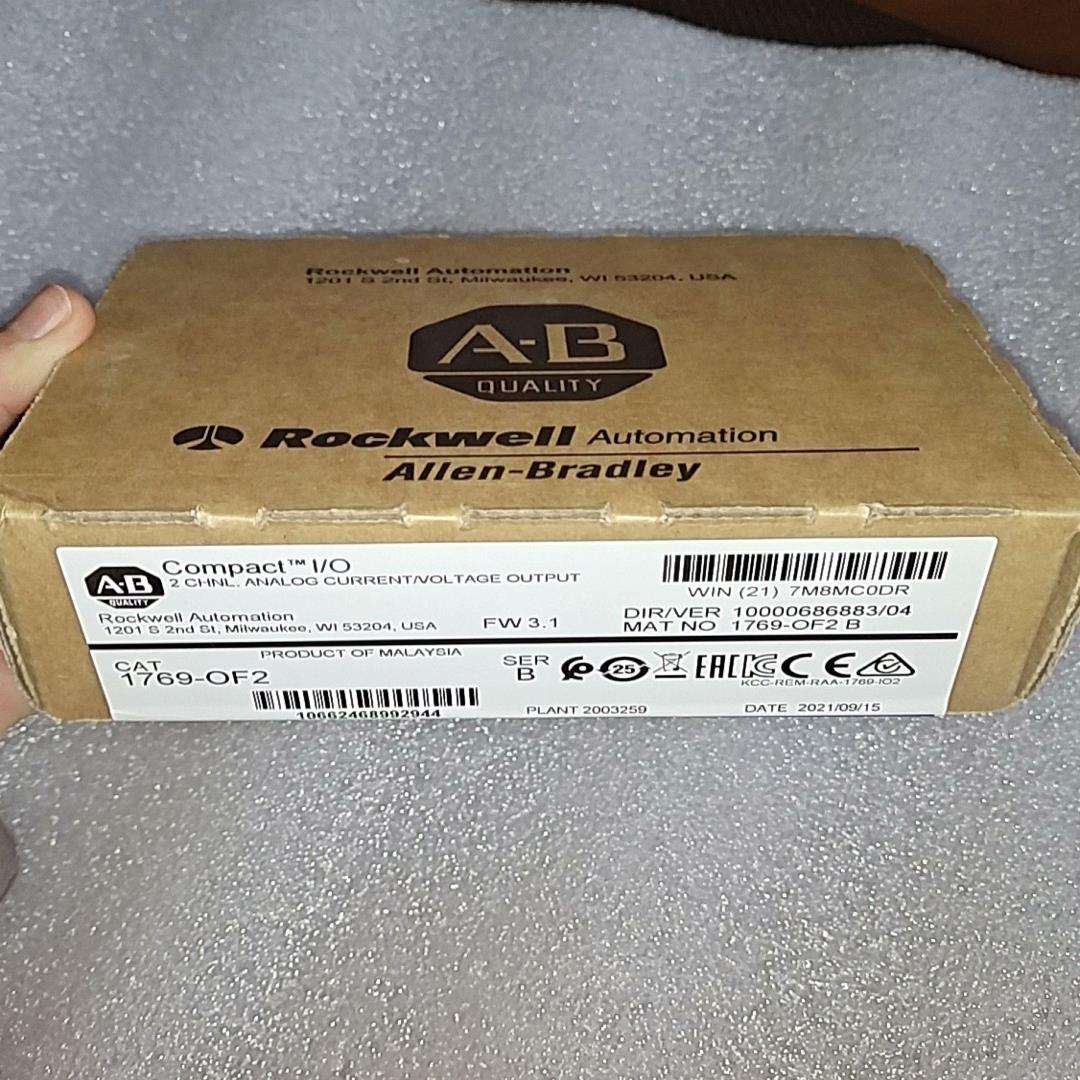 Rockwell Automation
1201 S 2nd St, Milwaukee, WI 53204, USA
A-B
QUALITY
Rockwell Automation
Allen-Bradley
A-B
QUALITY
Compact™ I/O
2 CHNL. ANALOG CURRENT/VOLTAGE OUTPUT
Rockwell Automation
1201 S 2nd St, Milwaukee, WI 53204, USA
FW 3.1
WIN (21) 7M8MC0DR
DIR/VER 10000686883/04
MAT NO 1769-OF2 B
PRODUCT OF MALAYSIA
CAT
1769-OF2
10662468992944
SER
B
25
EAC
KC
CE
KCC-REM-RAA-1769-IO2
PLANT 2003259
DATE 2021/09/15